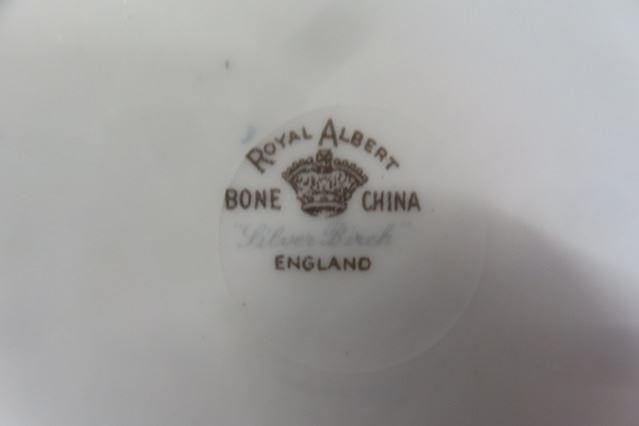 ROYAL ALBERT
BONE CHINA
"Silver Birch"
ENGLAND